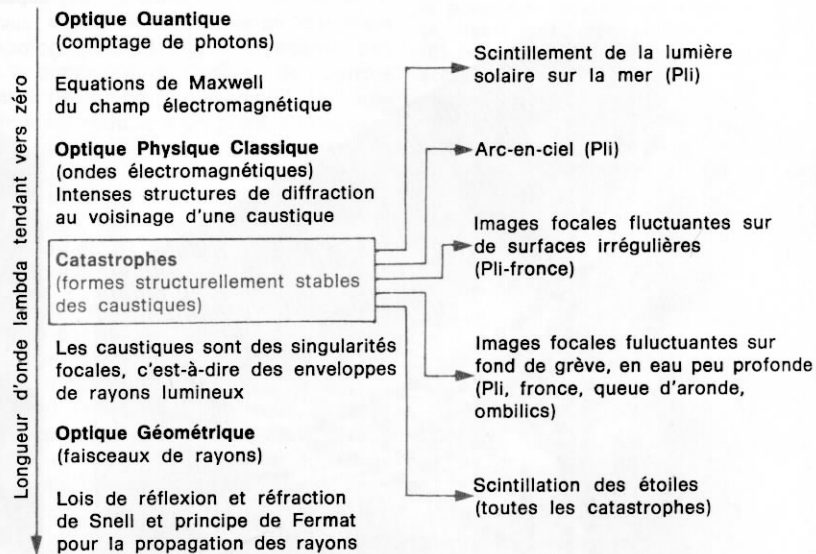 Longueur d'onde lambda tendant vers zéro
Optique Quantique
(comptage de photons)
Equations de Maxwell
du champ électromagnétique
Optique Physique Classique
(ondes électromagnétiques)
Intenses structures de diffraction
au voisinage d'une caustique
Catastrophes
(formes structurellement stables
des caustiques)
Les caustiques sont des singularités
focales, c'est-à-dire des enveloppes
de rayons lumineux
Optique Géométrique
(faisceaux de rayons)
Lois de réflexion et réfraction
de Snell et principe de Fermat
pour la propagation des rayons
Scintillement de la lumière
solaire sur la mer (Pli)
Arc-en-ciel (Pli)
Images focales fluctuantes sur
de surfaces irrégulières
(Pli-fronce)
Images focales fuluctuantes sur
fond de grève, en eau peu profonde
(Pli, fronce, queue d'aronde,
ombilics)
Scintillation des étoiles
(toutes les catastrophes)